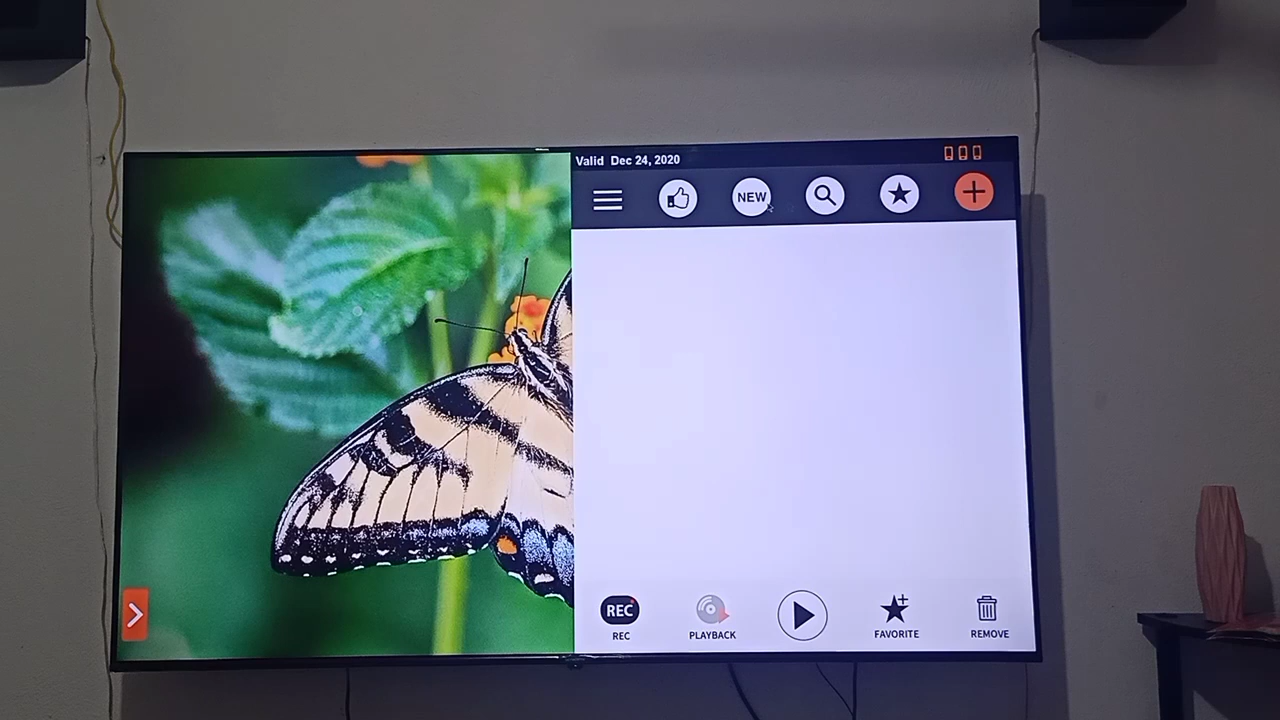 Valid Dec 24, 2020
NEW
REC
REC
PLAYBACK
FAVORITE
REMOVE